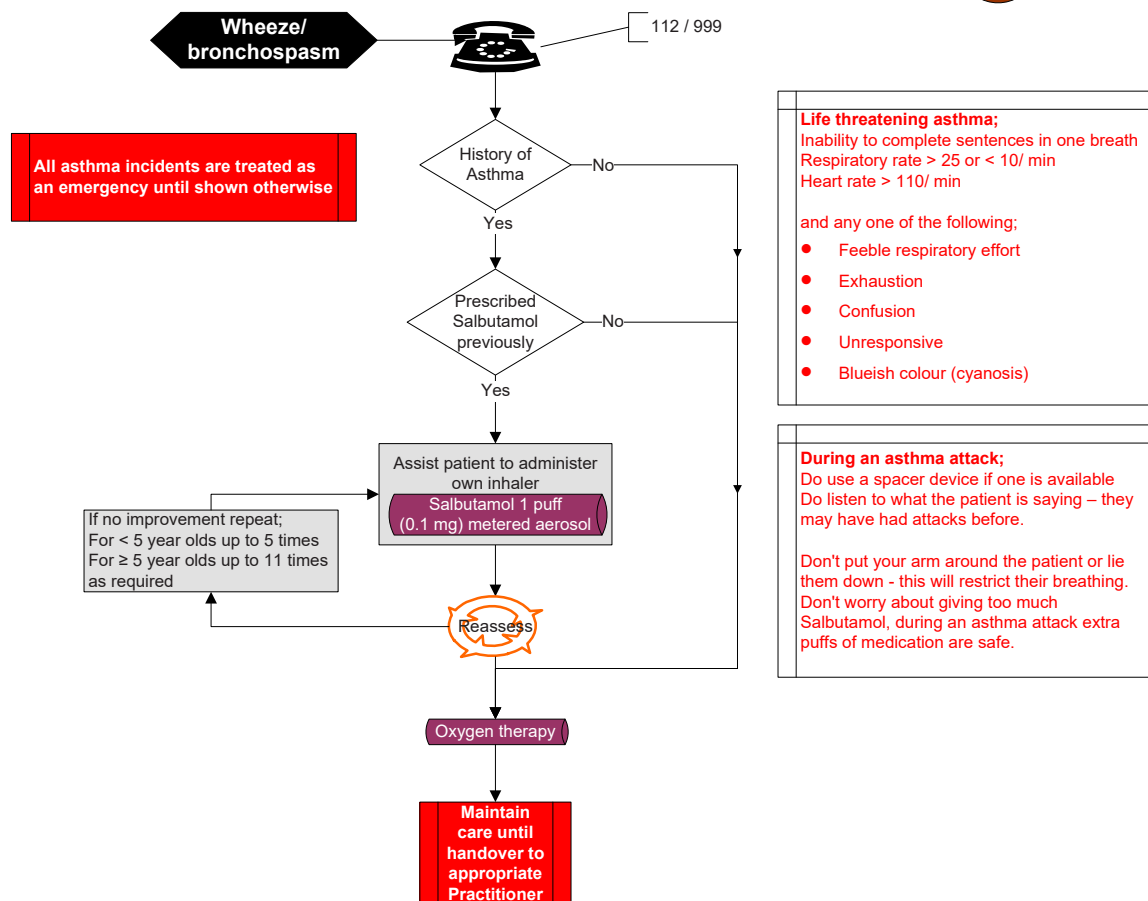 Wheeze/
bronchospasm
112 / 999
All asthma incidents are treated as
an emergency until shown otherwise
History of
Asthma
No
Yes
Prescribed
Salbutamol
previously
No
Yes
Assist patient to administer
own inhaler
Salbutamol 1 puff
(0.1 mg) metered aerosol
If no improvement repeat;
For < 5 year olds up to 5 times
For ≥ 5 year olds up to 11 times
as required
Reassess
Oxygen therapy
Maintain
care until
handover to
appropriate
Practitioner
Life threatening asthma;
Inability to complete sentences in one breath
Respiratory rate > 25 or < 10/ min
Heart rate > 110/ min
and any one of the following;
● Feeble respiratory effort
● Exhaustion
● Confusion
● Unresponsive
● Blueish colour (cyanosis)
During an asthma attack;
Do use a spacer device if one is available
Do listen to what the patient is saying – they
may have had attacks before.
Don't put your arm around the patient or lie
them down - this will restrict their breathing.
Don't worry about giving too much
Salbutamol, during an asthma attack extra
puffs of medication are safe.